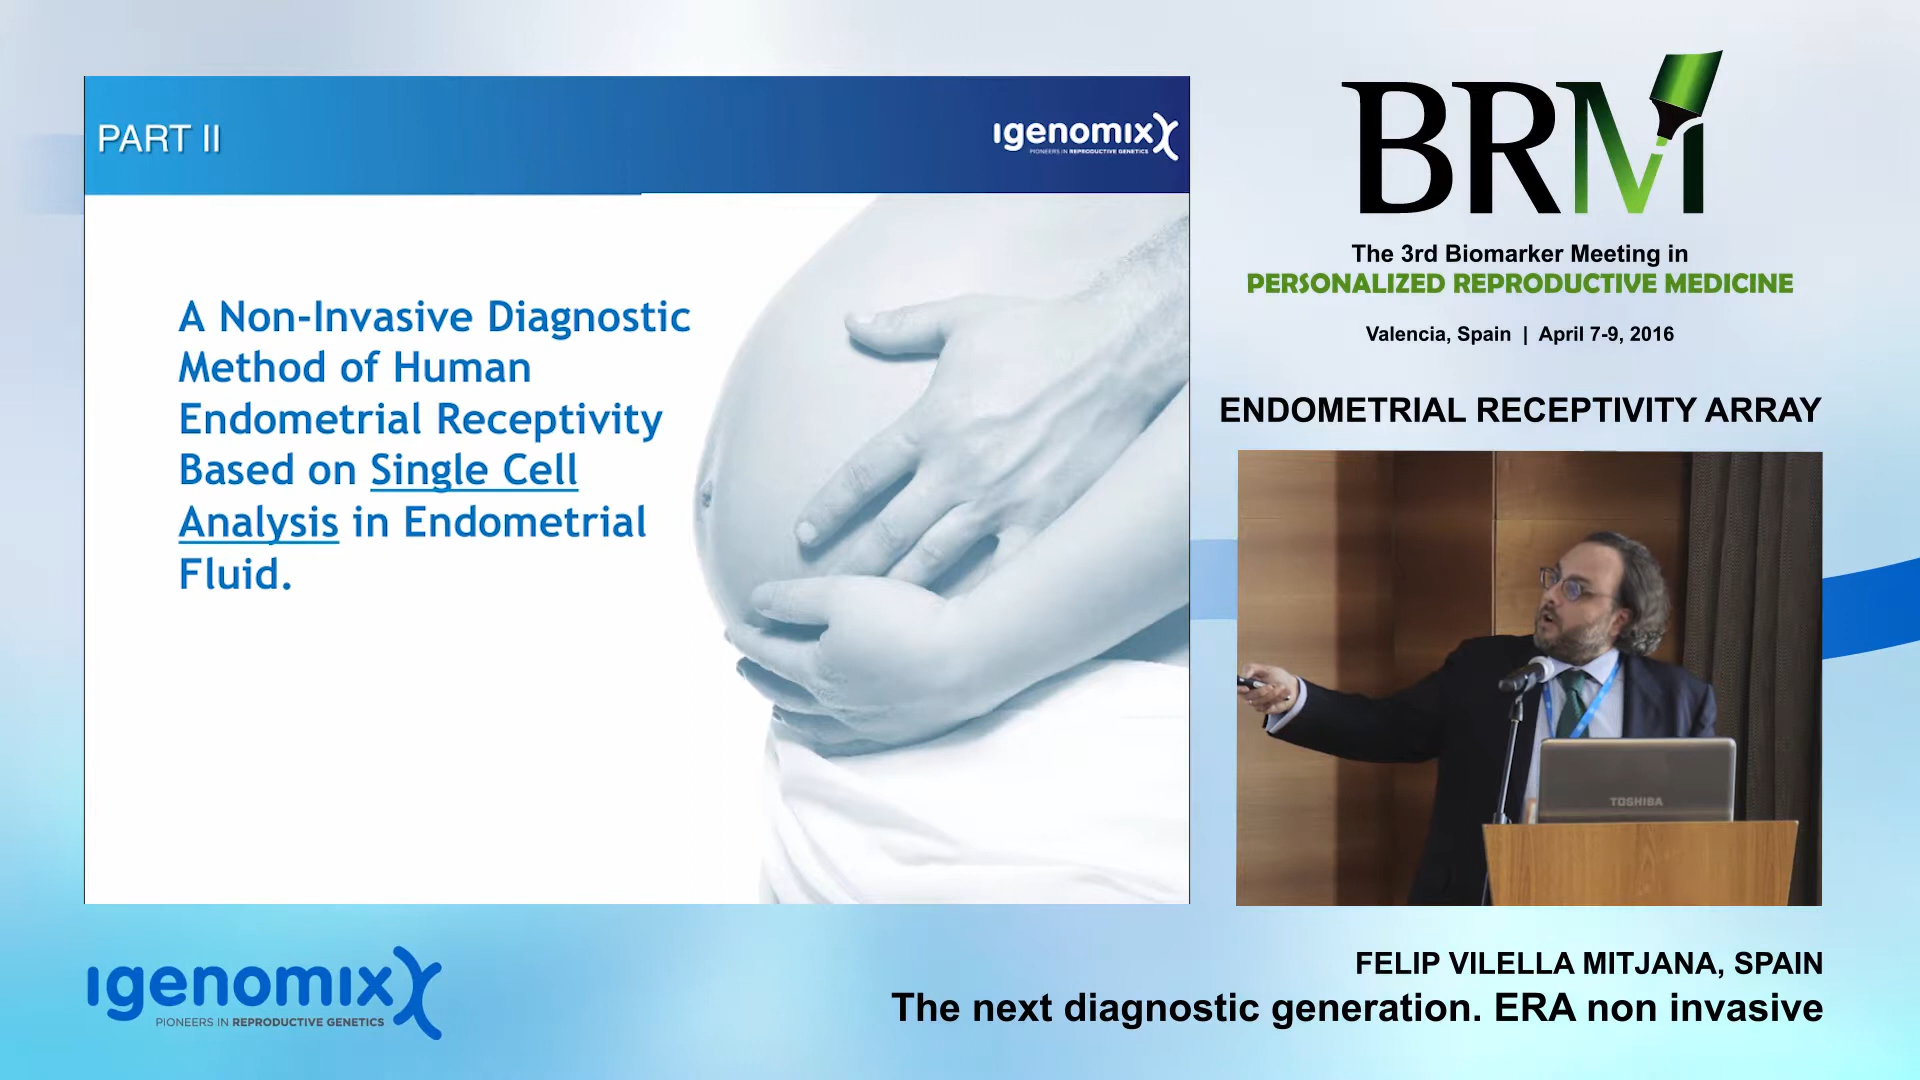 PART II
ıgenomix
PIONEERS IN REPRODUCTIVE GENETICS
A Non-Invasive Diagnostic
Method of Human
Endometrial Receptivity
Based on Single Cell
Analysis in Endometrial
Fluid.
BRM
The 3rd Biomarker Meeting in
PERSONALIZED REPRODUCTIVE MEDICINE
Valencia, Spain | April 7-9, 2016
ENDOMETRIAL RECEPTIVITY ARRAY
TOSHIBA
FELIP VILELLA MITJANA, SPAIN
The next diagnostic generation. ERA non invasive
ıgenomix
PIONEERS IN REPRODUCTIVE GENETICS